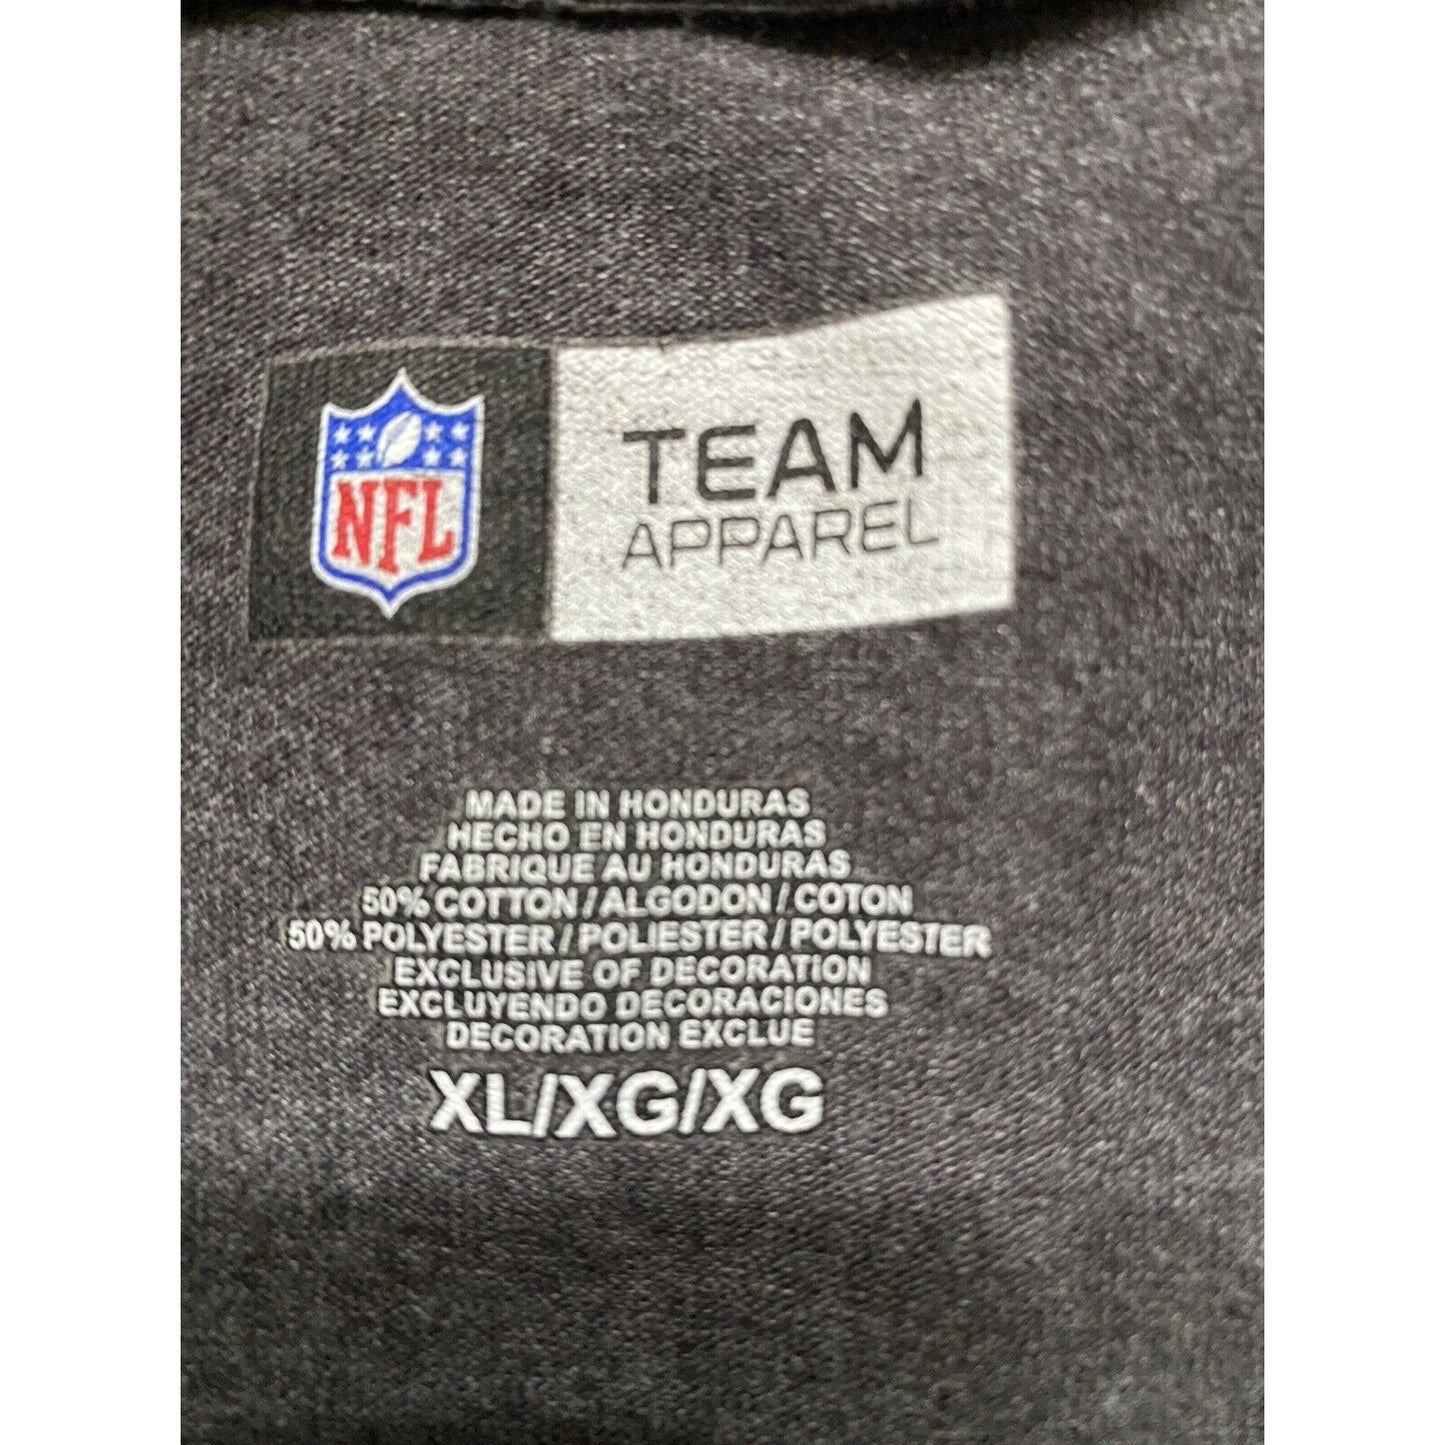 NFL
TEAM
APPAREL
MADE IN HONDURAS
HECHO EN HONDURAS
FABRIQUE AU HONDURAS
50% COTTON / ALGODON / COTON
50% POLYESTER / POLIESTER / POLYESTER
EXCLUSIVE OF DECORATION
EXCLUYENDO DECORACIONES
DECORATION EXCLUE
XL/XG/XG